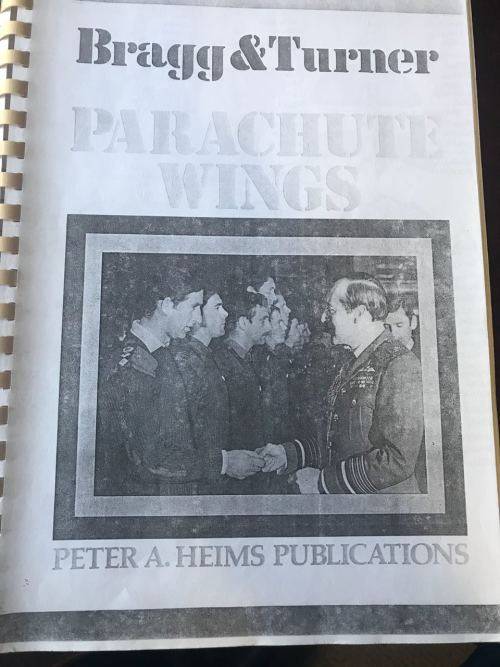 Bragg & Turner
PARACHUTE
WINGS
PETER A. HEIMS PUBLICATIONS